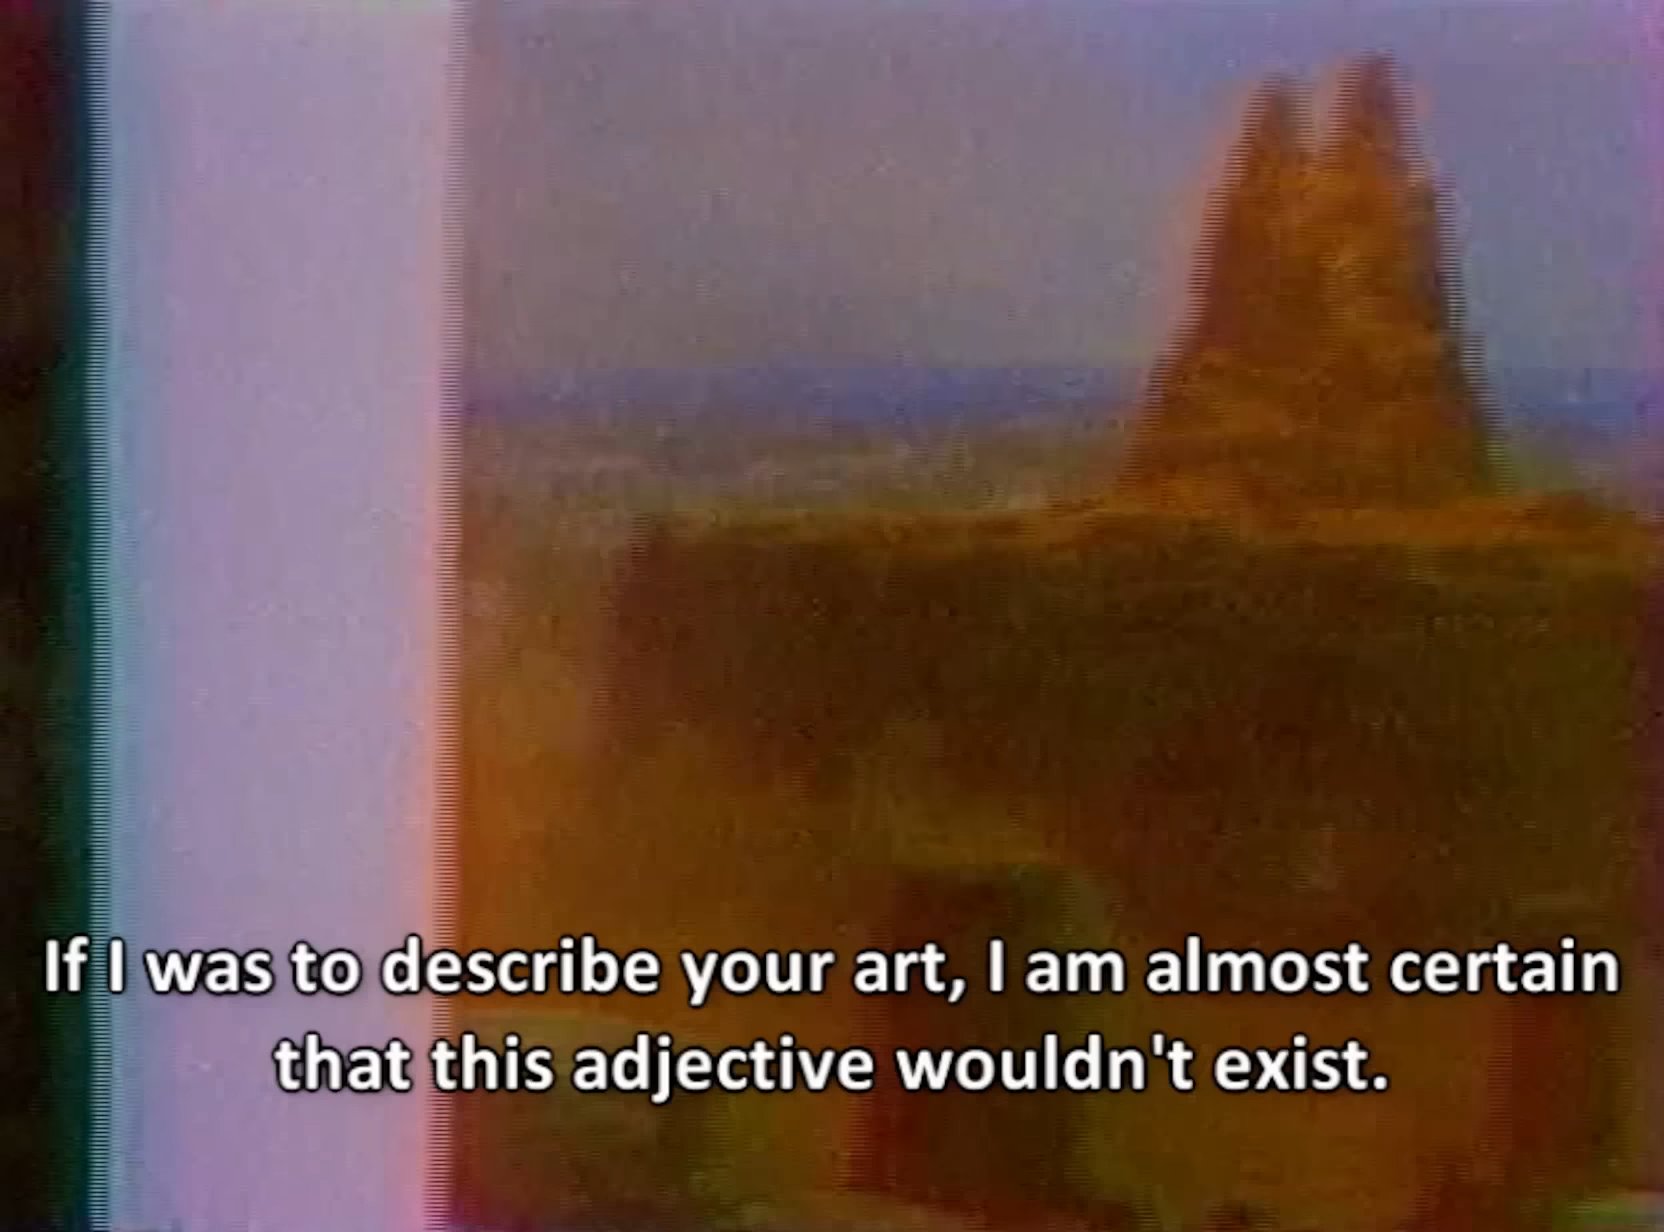 If I was to describe your art, I am almost certain
that this adjective wouldn't exist.